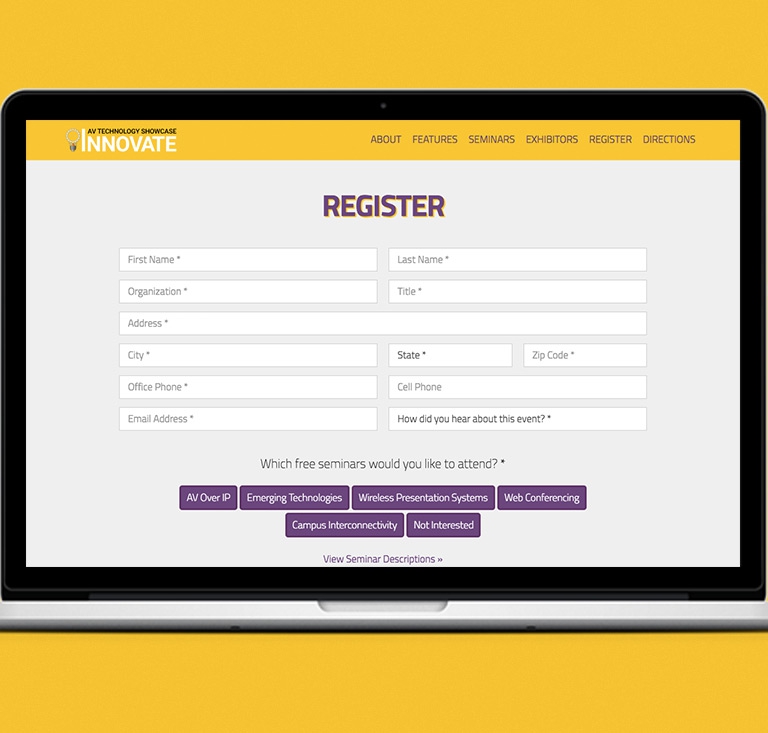 AV TECHNOLOGY SHOWCASE
INNOVATE
ABOUT FEATURES SEMINARS EXHIBITORS REGISTER DIRECTIONS
REGISTER
First Name * Last Name *
Organization * Title *
Address *
City * State * Zip Code *
Office Phone * Cell Phone
Email Address * How did you hear about this event? *
Which free seminars would you like to attend? *
AV Over IP Emerging Technologies Wireless Presentation Systems Web Conferencing
Campus Interconnectivity Not Interested
View Seminar Descriptions »